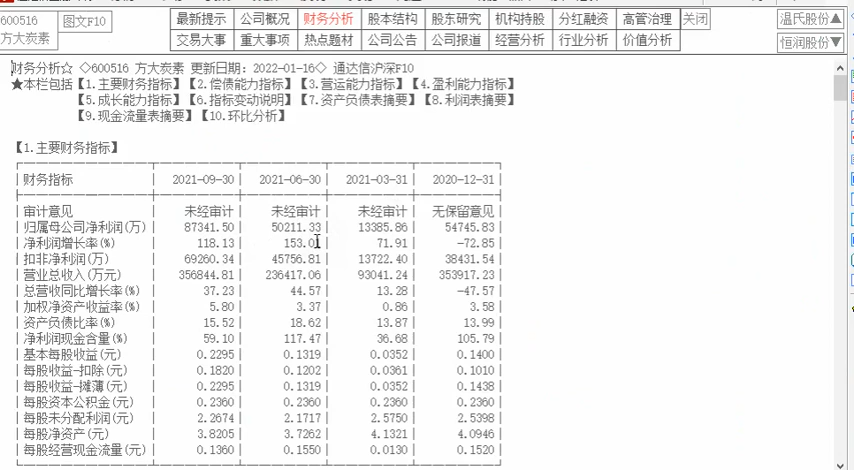 600516
方大炭素
图文F10
最新提示 公司概况 财务分析 股本结构 股东研究 机构持股 分红融资 高管治理 关闭
交易大事 重大事项 热点题材 公司公告 公司报道 经营分析 行业分析 价值分析
温氏股份▲
恒润股份▼
财务分析☆ ◇600516 方大炭素 更新日期：2022-01-16◇ 通达信沪深F10
★本栏包括【1.主要财务指标】【2.偿债能力指标】【3.营运能力指标】【4.盈利能力指标】
【5.成长能力指标】【6.指标变动说明】【7.资产负债表摘要】【8.利润表摘要】
【9.现金流量表摘要】【10.环比分析】
【1.主要财务指标】
财务指标 2021-09-30 2021-06-30 2021-03-31 2020-12-31
审计意见 未经审计 未经审计 未经审计 无保留意见
归属母公司净利润(万) 87341.50 50211.33 13385.86 54745.83
净利润增长率(%) 118.13 153.0 71.91 -72.85
扣非净利润(万) 69260.34 45756.81 13722.40 38431.54
营业总收入(万元) 356844.81 236417.06 93041.24 353917.23
总营收同比增长率(%) 37.23 44.57 13.28 -47.57
加权净资产收益率(%) 5.80 3.37 0.86 3.58
资产负债比率(%) 15.52 18.62 13.87 13.99
净利润现金含量(%) 59.10 117.47 36.68 105.79
基本每股收益(元) 0.2295 0.1319 0.0352 0.1400
每股收益-扣除(元) 0.1820 0.1202 0.0361 0.1010
每股收益-摊薄(元) 0.2295 0.1319 0.0352 0.1438
每股资本公积金(元) 0.2360 0.2360 0.2360 0.2360
每股未分配利润(元) 2.2674 2.1717 2.5750 2.5398
每股净资产(元) 3.8205 3.7262 4.1321 4.0946
每股经营现金流量(元) 0.1360 0.1550 0.0130 0.1520